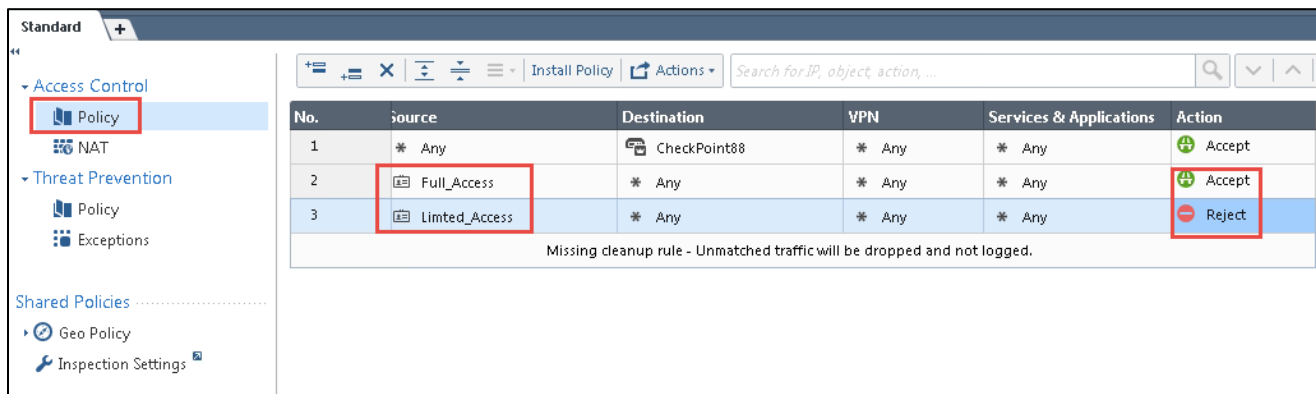 Standard +
Access Control
Policy
NAT
Threat Prevention
Policy
Exceptions
Shared Policies
Geo Policy
Inspection Settings
Install Policy Actions Search for IP, object, action, ...
No. Source Destination VPN Services & Applications Action
1 * Any CheckPoint88 * Any * Any Accept
2 Full_Access * Any * Any * Any Accept
3 Limted_Access * Any * Any * Any Reject
Missing cleanup rule - Unmatched traffic will be dropped and not logged.